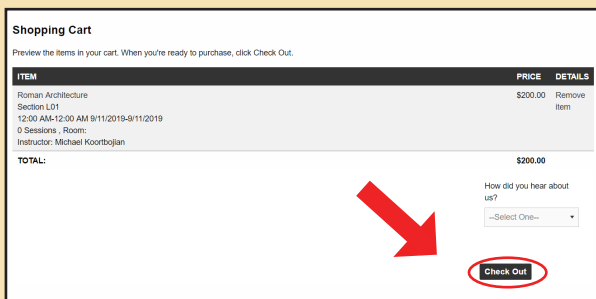 Shopping Cart
Preview the items in your cart. When you're ready to purchase, click Check Out.
ITEM PRICE DETAILS
Roman Architecture $200.00 Remove
Section L01 item
12:00 AM-12:00 AM 9/11/2019-9/11/2019
0 Sessions , Room:
Instructor: Michael Koortbojian
TOTAL: $200.00
How did you hear about
us?
--Select One--
Check Out